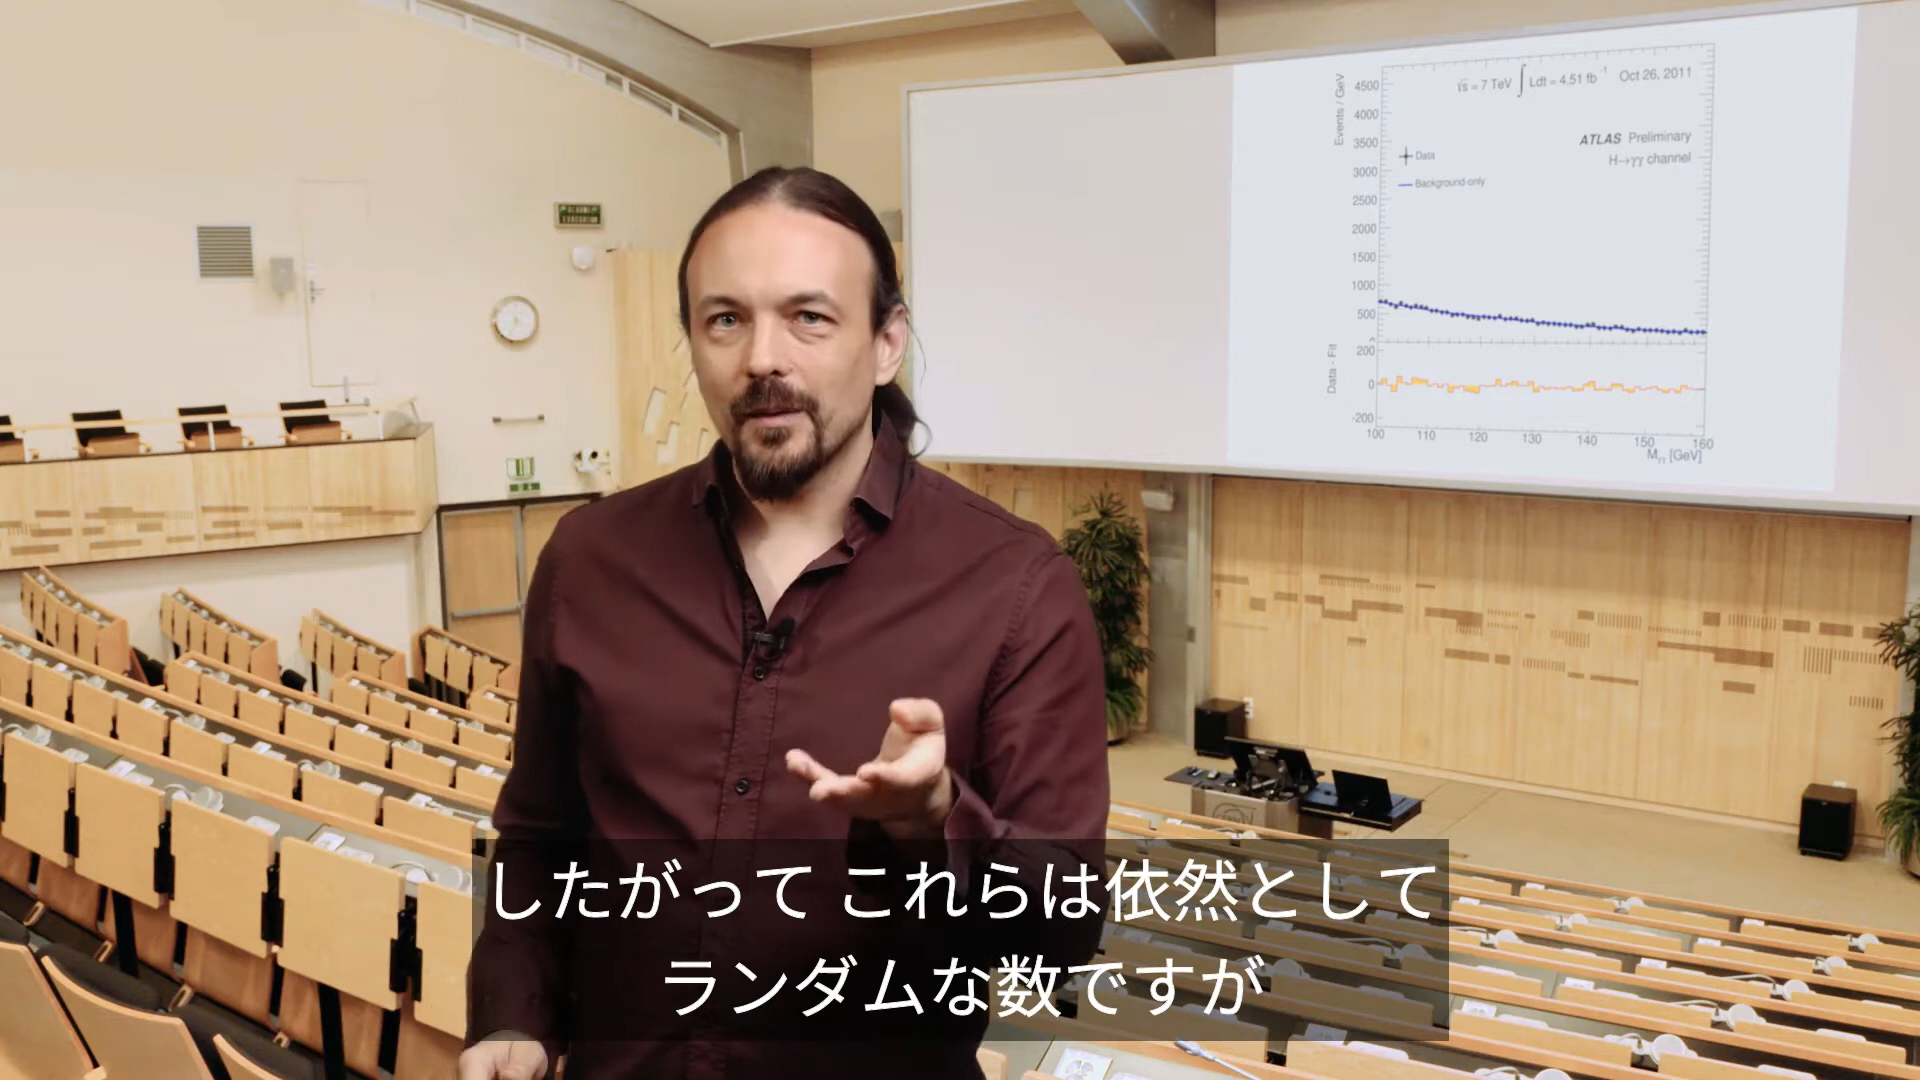 √s = 7 TeV ∫ Ldt = 4.51 fb⁻¹ Oct 26, 2011
ATLAS Preliminary
H→γγ channel
Data
Background-only
Events / GeV
4500
4000
3500
3000
2500
2000
1500
1000
500
0
Data - Fit
200
0
-200
100 110 120 130 140 150 160
Mγγ [GeV]
したがって これらは依然として
ランダムな数ですが